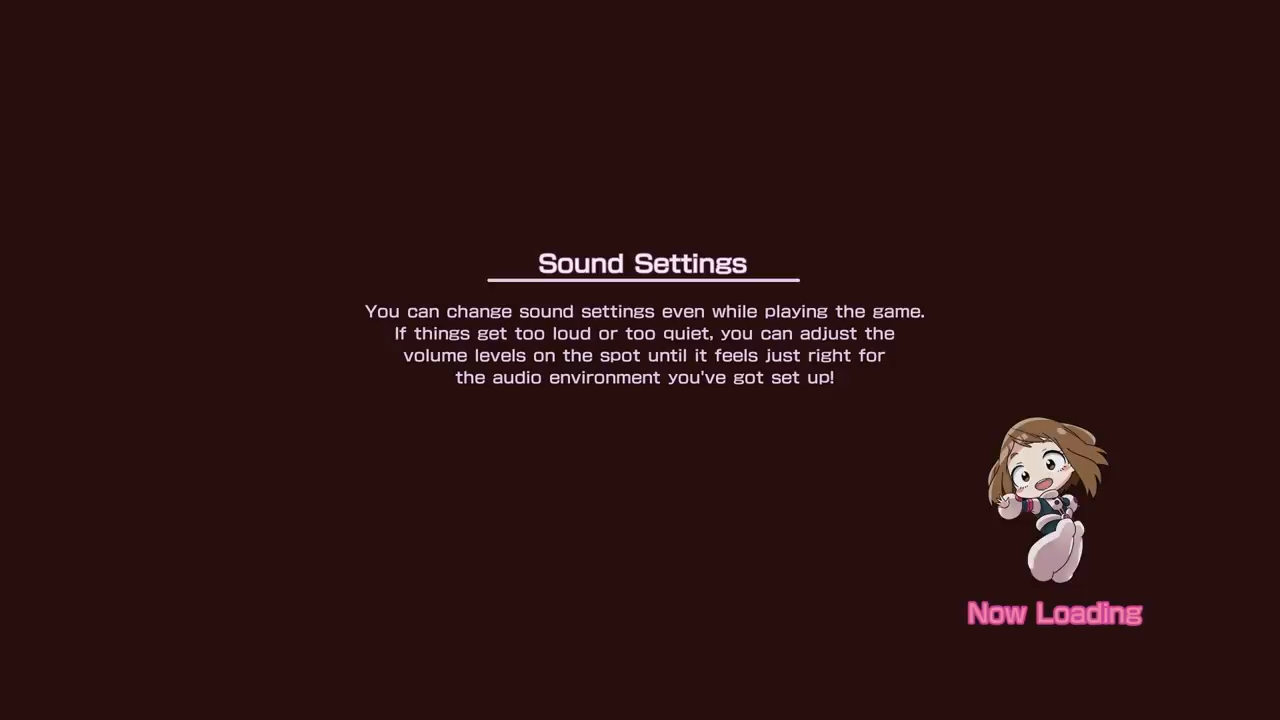 Sound Settings
You can change sound settings even while playing the game.
If things get too loud or too quiet, you can adjust the
volume levels on the spot until it feels just right for
the audio environment you've got set up!
Now Loading